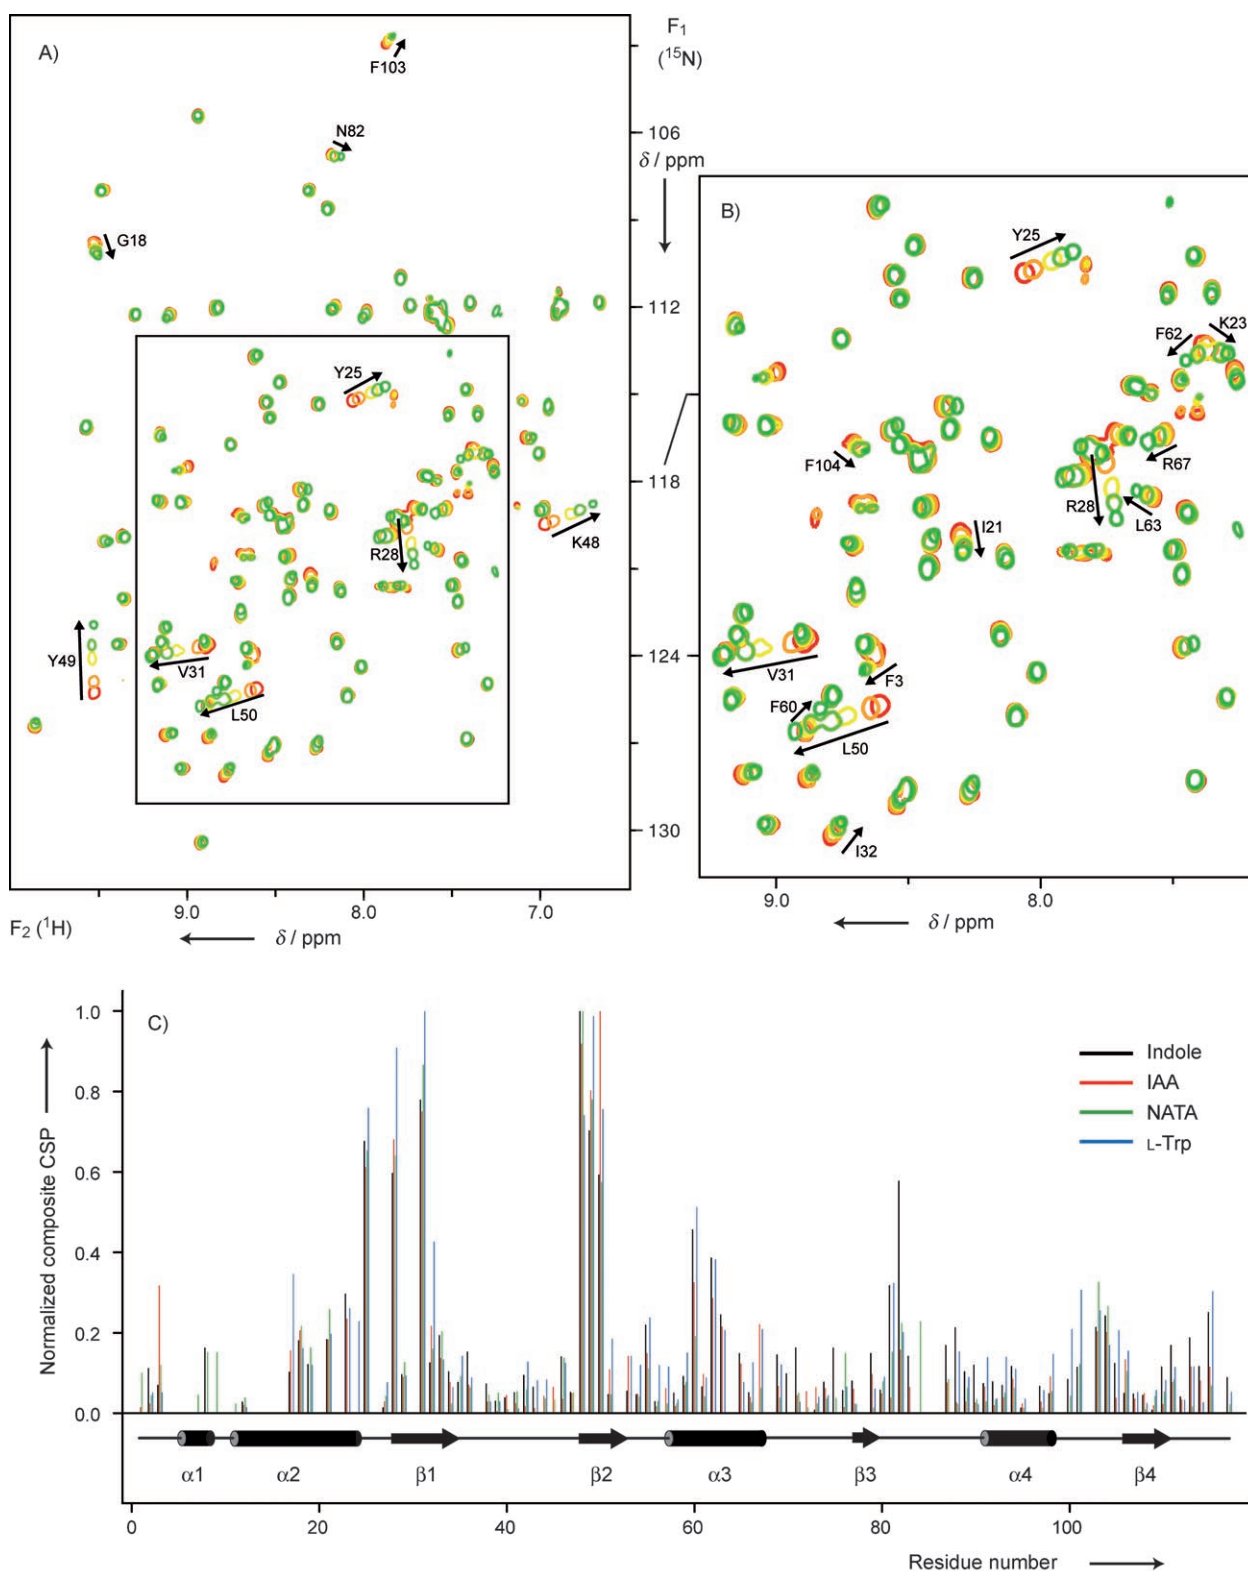 A)
F103
N82
G18
Y25
R28
K48
Y49
V31
L50
F1
(15N)
106
δ / ppm
112
118
124
130
9.0
8.0
7.0
F2 (1H)
δ / ppm
B)
Y25
F62
K23
F104
R67
R28
L63
I21
V31
F3
F60
L50
I32
9.0
8.0
δ / ppm
C)
Normalized composite CSP
1.0
0.8
0.6
0.4
0.2
0.0
Indole
IAA
NATA
L-Trp
α1
α2
β1
β2
α3
β3
α4
β4
0
20
40
60
80
100
Residue number